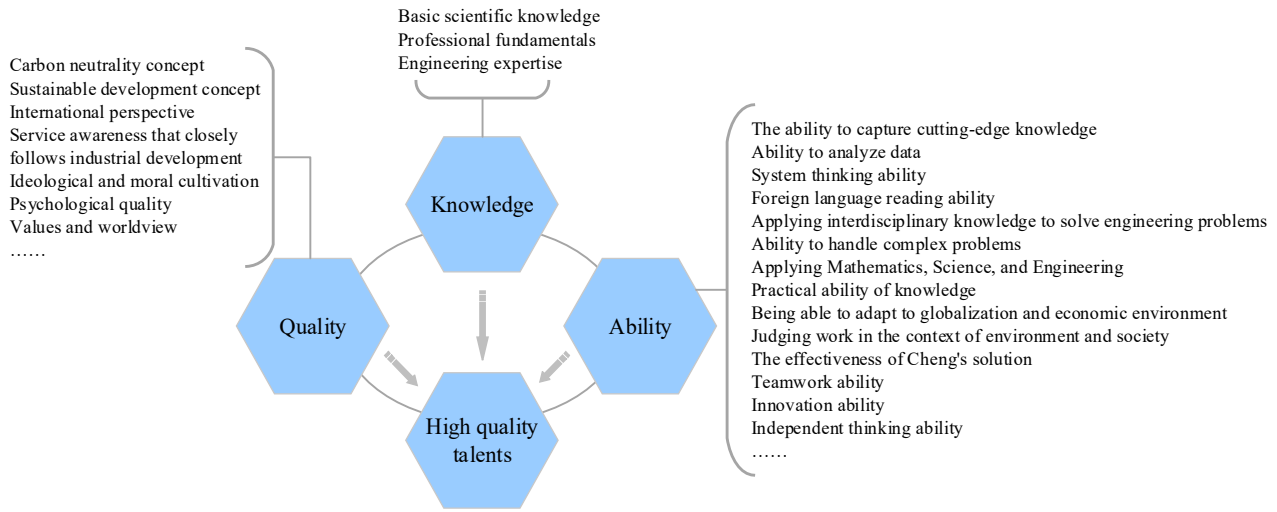 Basic scientific knowledge
Professional fundamentals
Engineering expertise
Carbon neutrality concept
Sustainable development concept
International perspective
Service awareness that closely
follows industrial development
Ideological and moral cultivation
Psychological quality
Values and worldview
……
The ability to capture cutting-edge knowledge
Ability to analyze data
System thinking ability
Foreign language reading ability
Applying interdisciplinary knowledge to solve engineering problems
Ability to handle complex problems
Applying Mathematics, Science, and Engineering
Practical ability of knowledge
Being able to adapt to globalization and economic environment
Judging work in the context of environment and society
The effectiveness of Cheng's solution
Teamwork ability
Innovation ability
Independent thinking ability
……
Knowledge
Quality
Ability
High quality
talents